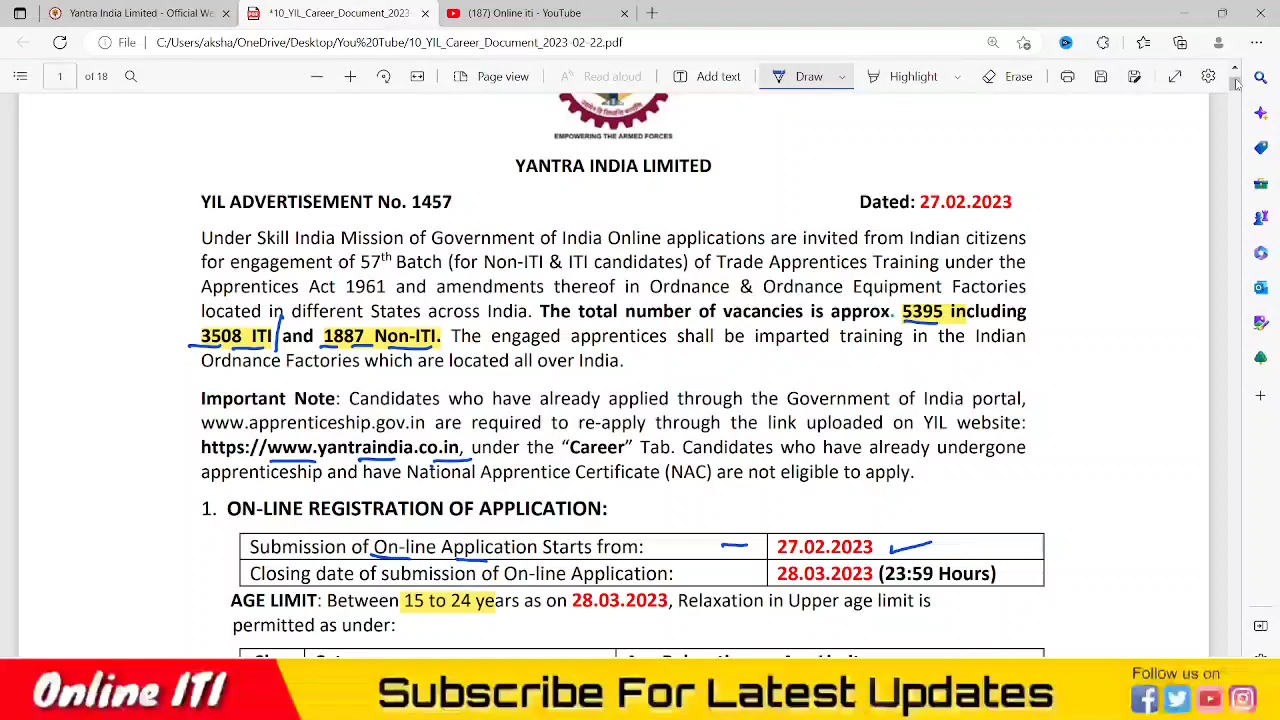 Yantra India Limited - Official We
*10_YIL_Career_Document_2023-
(187) Online iti - YouTube
File
C:/Users/aksha/OneDrive/Desktop/You%20Tube/10_YIL_Career_Document_2023-02-22.pdf
1 of 18
Page view
Read aloud
Add text
Draw
Highlight
Erase
EMPOWERING THE ARMED FORCES
YANTRA INDIA LIMITED
YIL ADVERTISEMENT No. 1457 Dated: 27.02.2023
Under Skill India Mission of Government of India Online applications are invited from Indian citizens
for engagement of 57th Batch (for Non-ITI & ITI candidates) of Trade Apprentices Training under the
Apprentices Act 1961 and amendments thereof in Ordnance & Ordnance Equipment Factories
located in different States across India. The total number of vacancies is approx. 5395 including
3508 ITI and 1887 Non-ITI. The engaged apprentices shall be imparted training in the Indian
Ordnance Factories which are located all over India.
Important Note: Candidates who have already applied through the Government of India portal,
www.apprenticeship.gov.in are required to re-apply through the link uploaded on YIL website:
https://www.yantraindia.co.in, under the “Career” Tab. Candidates who have already undergone
apprenticeship and have National Apprentice Certificate (NAC) are not eligible to apply.
1. ON-LINE REGISTRATION OF APPLICATION:
Submission of On-line Application Starts from: 27.02.2023
Closing date of submission of On-line Application: 28.03.2023 (23:59 Hours)
AGE LIMIT: Between 15 to 24 years as on 28.03.2023, Relaxation in Upper age limit is
permitted as under:
Online ITI
Subscribe For Latest Updates
Follow us on